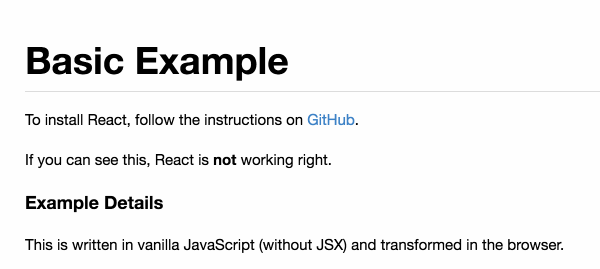 Basic Example
To install React, follow the instructions on GitHub.
If you can see this, React is not working right.
Example Details
This is written in vanilla JavaScript (without JSX) and transformed in the browser.